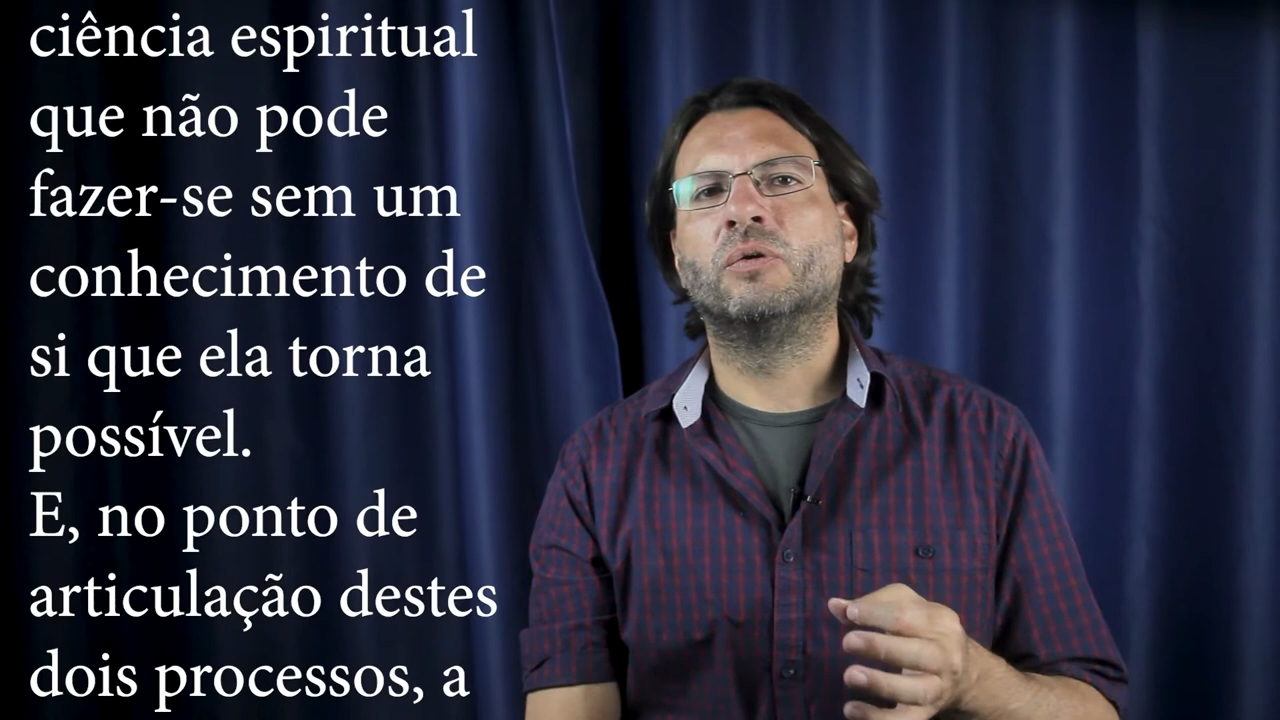 ciência espiritual
que não pode
fazer-se sem um
conhecimento de
si que ela torna
possível.
E, no ponto de
articulação destes
dois processos, a